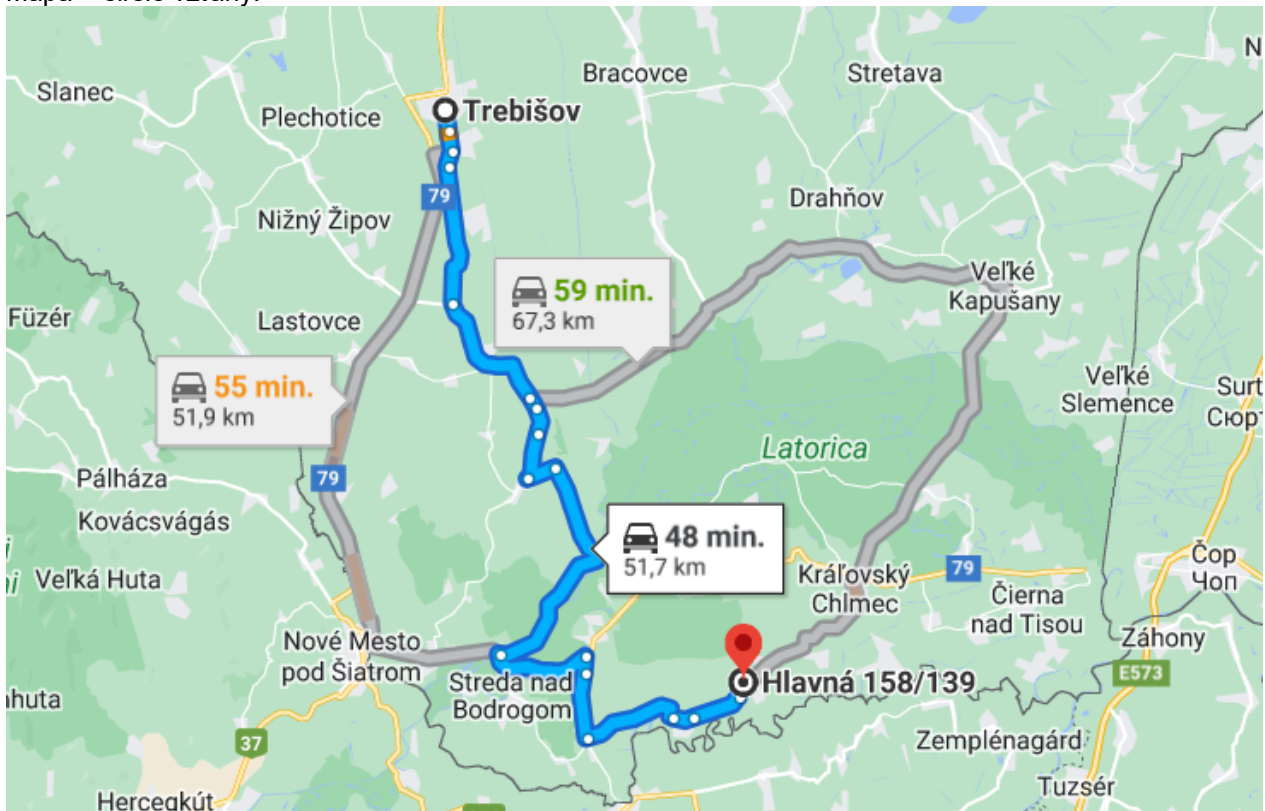 Slanec
Plechotice
Trebišov
Bracovce
Stretava
N
79
Nižný Žipov
Drahňov
Füzér
Lastovce
59 min.
67,3 km
Veľké
Kapušany
55 min.
51,9 km
Veľké
Slemence
Surt
Сюрт
Latorica
Pálháza
79
Kovácsvágás
48 min.
51,7 km
Veľká Huta
Kráľovský
Chlmec
79
Čierna
nad Tisou
Čop
Чоп
Nové Mesto
pod Šiatrom
Záhony
E573
Streda nad
Bodrogom
Hlavná 158/139
37
Zemplénagárd
Tuzsér
Hercegkút